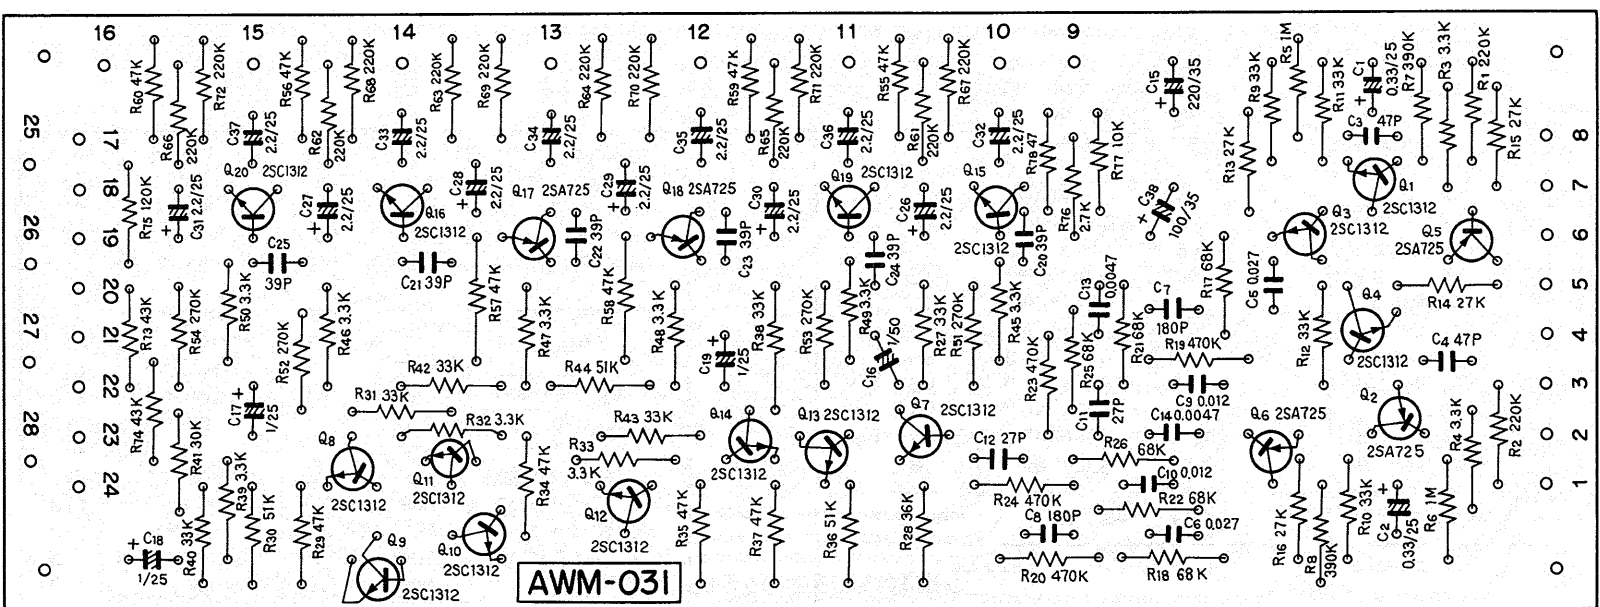 16
15
14
13
12
11
10
9
R60 47K
R66 220K
R72 220K
C37 2.2/25
R56 47K
R62 220K
R68 220K
C33 2.2/25
R63 220K
R69 220K
C34 2.2/25
R64 220K
R70 220K
C35 2.2/25
R59 47K
R65 220K
R71 220K
C36 2.2/25
R55 47K
R61 220K
R67 220K
C32 2.2/25
R78 47
R77 10K
C15 220/35
R9 33K
R5 1M
R11 33K
C1 0.33/25
R7 390K
R3 3.3K
R1 220K
C3 47P
R15 27K
R13 27K
25
17
8
18
7
26
19
6
20
5
27
21
4
22
3
28
23
2
24
1
R75 120K
C31 2.2/25
Q20 2SC1312
C27 2.2/25
Q16 2SC1312
C28 2.2/25
Q17 2SA725
C29 2.2/25
Q18 2SA725
C30 2.2/25
Q19 2SC1312
C26 2.2/25
Q15 2SC1312
R76 2.7K
C38 100/35
Q1 2SC1312
Q3 2SC1312
Q5 2SA725
C25 39P
C21 39P
C22 39P
C23 39P
C24 39P
C20 39P
R17 68K
C6 0.027
R14 27K
R73 43K
R54 270K
R50 3.3K
R52 270K
R46 3.3K
R57 47K
R47 3.3K
R58 47K
R48 3.3K
C19 1/25
R38 33K
R53 270K
R49 3.3K
C16 1/50
R27 33K
R51 270K
R45 3.3K
R23 470K
R25 68K
C13 0.0047
R21 68K
C7 180P
R19 470K
R12 33K
Q4 2SC1312
C4 47P
R42 33K
R44 51K
R31 33K
R32 3.3K
R43 33K
R33 3.3K
R74 43K
R41 30K
C17 1/25
Q8 2SC1312
Q11 2SC1312
R34 47K
Q12 2SC1312
Q14 2SC1312
Q13 2SC1312
Q7 2SC1312
C12 27P
C11 27P
C9 0.012
C14 0.0047
R26 68K
C10 0.012
Q6 2SA725
Q2 2SA725
R4 3.3K
R2 220K
R39 3.3K
R40 33K
C18 1/25
R30 51K
R29 47K
Q9 2SC1312
Q10 2SC1312
R35 47K
R37 47K
R36 51K
R28 36K
R24 470K
C8 180P
R22 68K
C6 0.027
R20 470K
R18 68K
R16 27K
R8 390K
R10 33K
C2 0.33/25
R6 1M
AWM-031